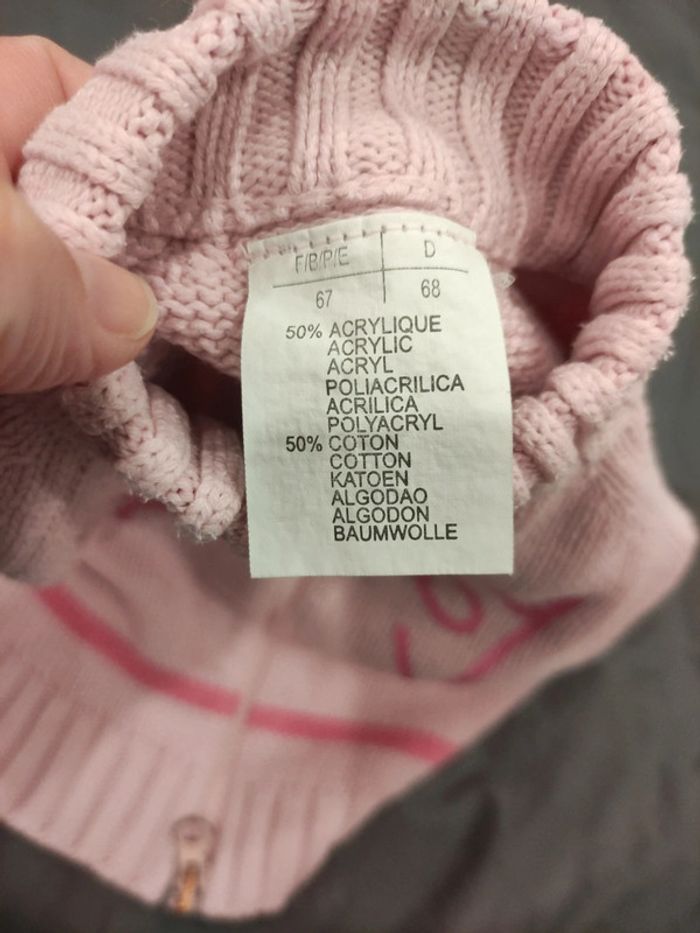 F/B/P/E D
67 68
50% ACRYLIQUE
ACRYLIC
ACRYL
POLIACRILICA
ACRILICA
POLYACRYL
50% COTON
COTTON
KATOEN
ALGODAO
ALGODON
BAUMWOLLE